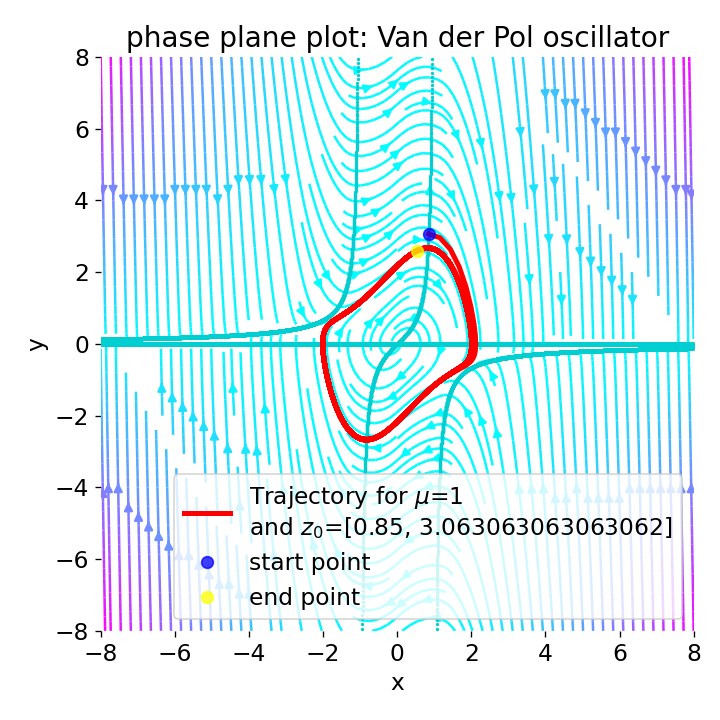 phase plane plot: Van der Pol oscillator
8
6
4
2
0
−2
−4
−6
−8
y
Trajectory for μ=1
and z₀=[0.85, 3.063063063063062]
start point
end point
−8 −6 −4 −2 0 2 4 6 8
x